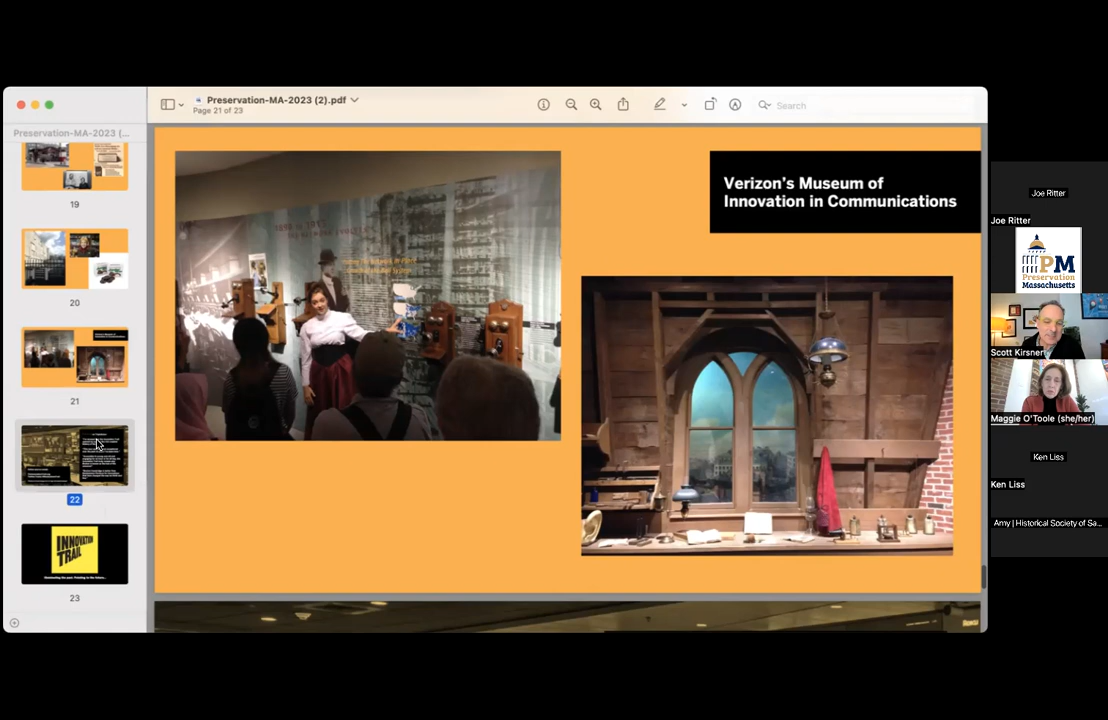 Preservation-MA-2023 (2).pdf
Page 21 of 23
Search
Preservation-MA-2023 (...
19
20
21
22
INNOVATION
TRAIL
23
Verizon's Museum of
Innovation in Communications
Joe Ritter
Joe Ritter
PM
Preservation
Massachusetts
Scott Kirsner
Maggie O'Toole (she/her)
Ken Liss
Ken Liss
Amy | Historical Society of Sa...